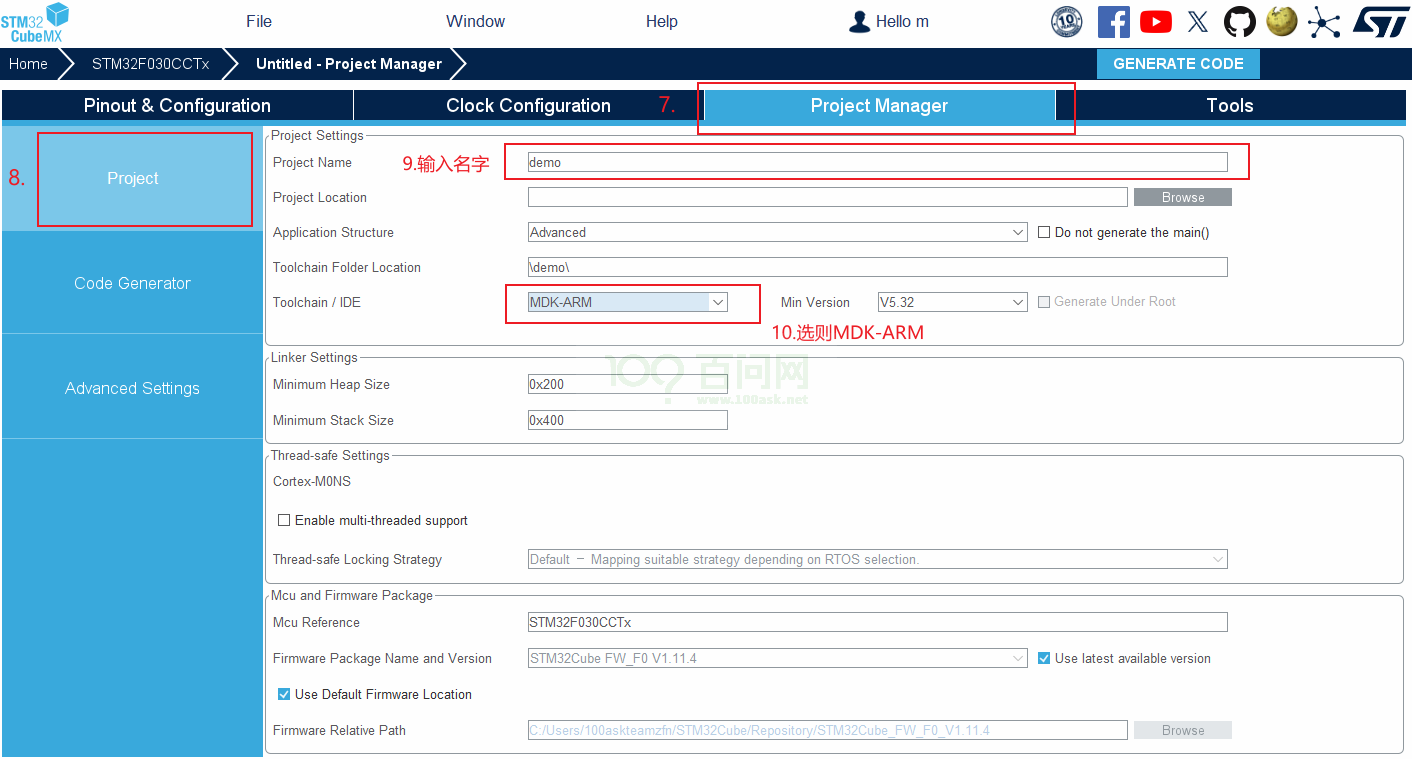 STM32
CubeMX
File
Window
Help
Hello m
10
Home
STM32F030CCTx
Untitled - Project Manager
GENERATE CODE
Pinout & Configuration
Clock Configuration
7.
Project Manager
Tools
8.
Project
Code Generator
Advanced Settings
Project Settings
Project Name
9.输入名字
demo
Project Location
Browse
Application Structure
Advanced
Do not generate the main()
Toolchain Folder Location
\demo\
Toolchain / IDE
MDK-ARM
Min Version
V5.32
Generate Under Root
10.选则MDK-ARM
Linker Settings
Minimum Heap Size
0x200
百问网
www.100ask.net
Minimum Stack Size
0x400
Thread-safe Settings
Cortex-M0NS
Enable multi-threaded support
Thread-safe Locking Strategy
Default － Mapping suitable strategy depending on RTOS selection.
Mcu and Firmware Package
Mcu Reference
STM32F030CCTx
Firmware Package Name and Version
STM32Cube FW_F0 V1.11.4
Use latest available version
Use Default Firmware Location
Firmware Relative Path
C:/Users/100askteamzfn/STM32Cube/Repository/STM32Cube_FW_F0_V1.11.4
Browse